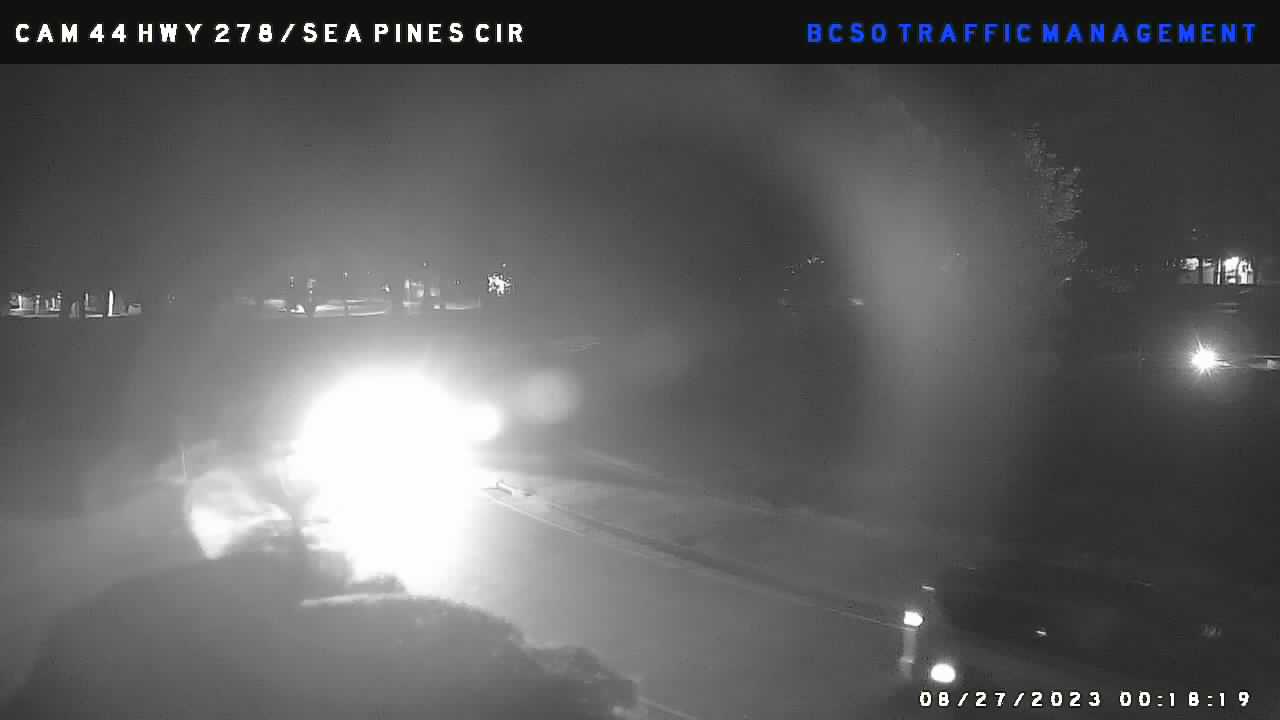 CAM 44 HWY 278/SEA PINES CIR
BCSO TRAFFIC MANAGEMENT
08/27/2023 00:18:19